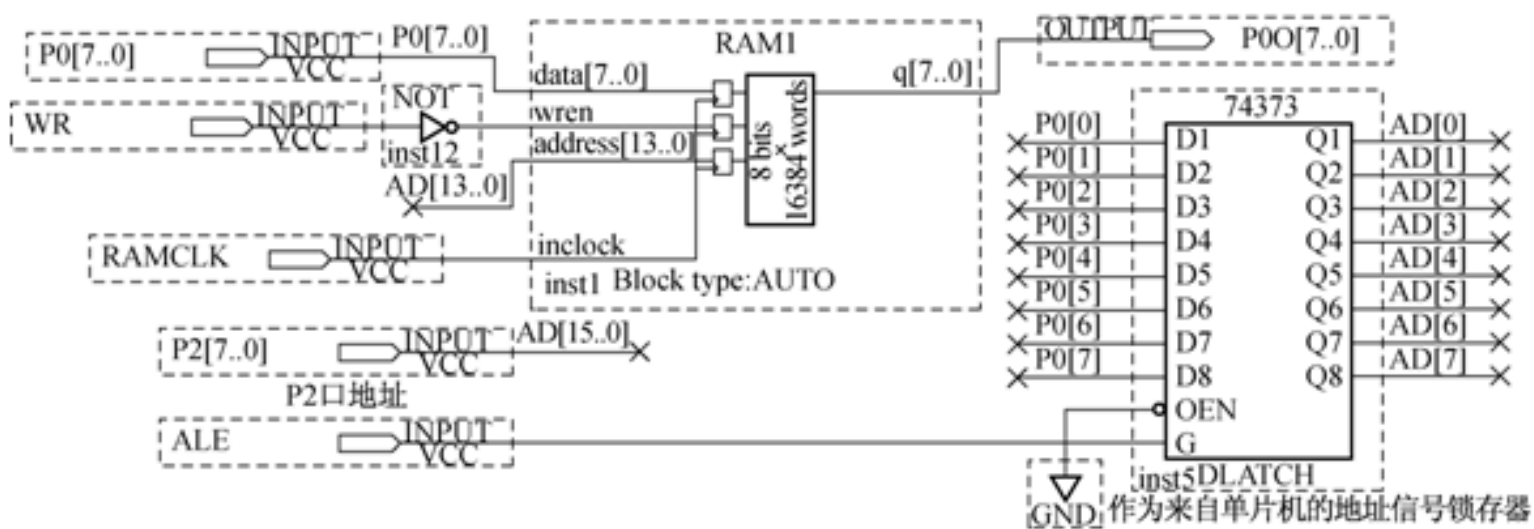 P0[7..0]
INPUT
VCC
P0[7..0]
WR
INPUT
VCC
NOT
inst12
AD[13..0]
RAMCLK
INPUT
VCC
RAM1
data[7..0]
wren
address[13..0]
inclock
q[7..0]
8 bits
×
16384 words
inst1
Block type:AUTO
OUTPUT
P0O[7..0]
P2[7..0]
INPUT
VCC
AD[15..0]
P2口地址
ALE
INPUT
VCC
74373
P0[0] D1 Q1 AD[0]
P0[1] D2 Q2 AD[1]
P0[2] D3 Q3 AD[2]
P0[3] D4 Q4 AD[3]
P0[4] D5 Q5 AD[4]
P0[5] D6 Q6 AD[5]
P0[6] D7 Q7 AD[6]
P0[7] D8 Q8 AD[7]
OEN
G
inst5 DLATCH
GND
作为来自单片机的地址信号锁存器